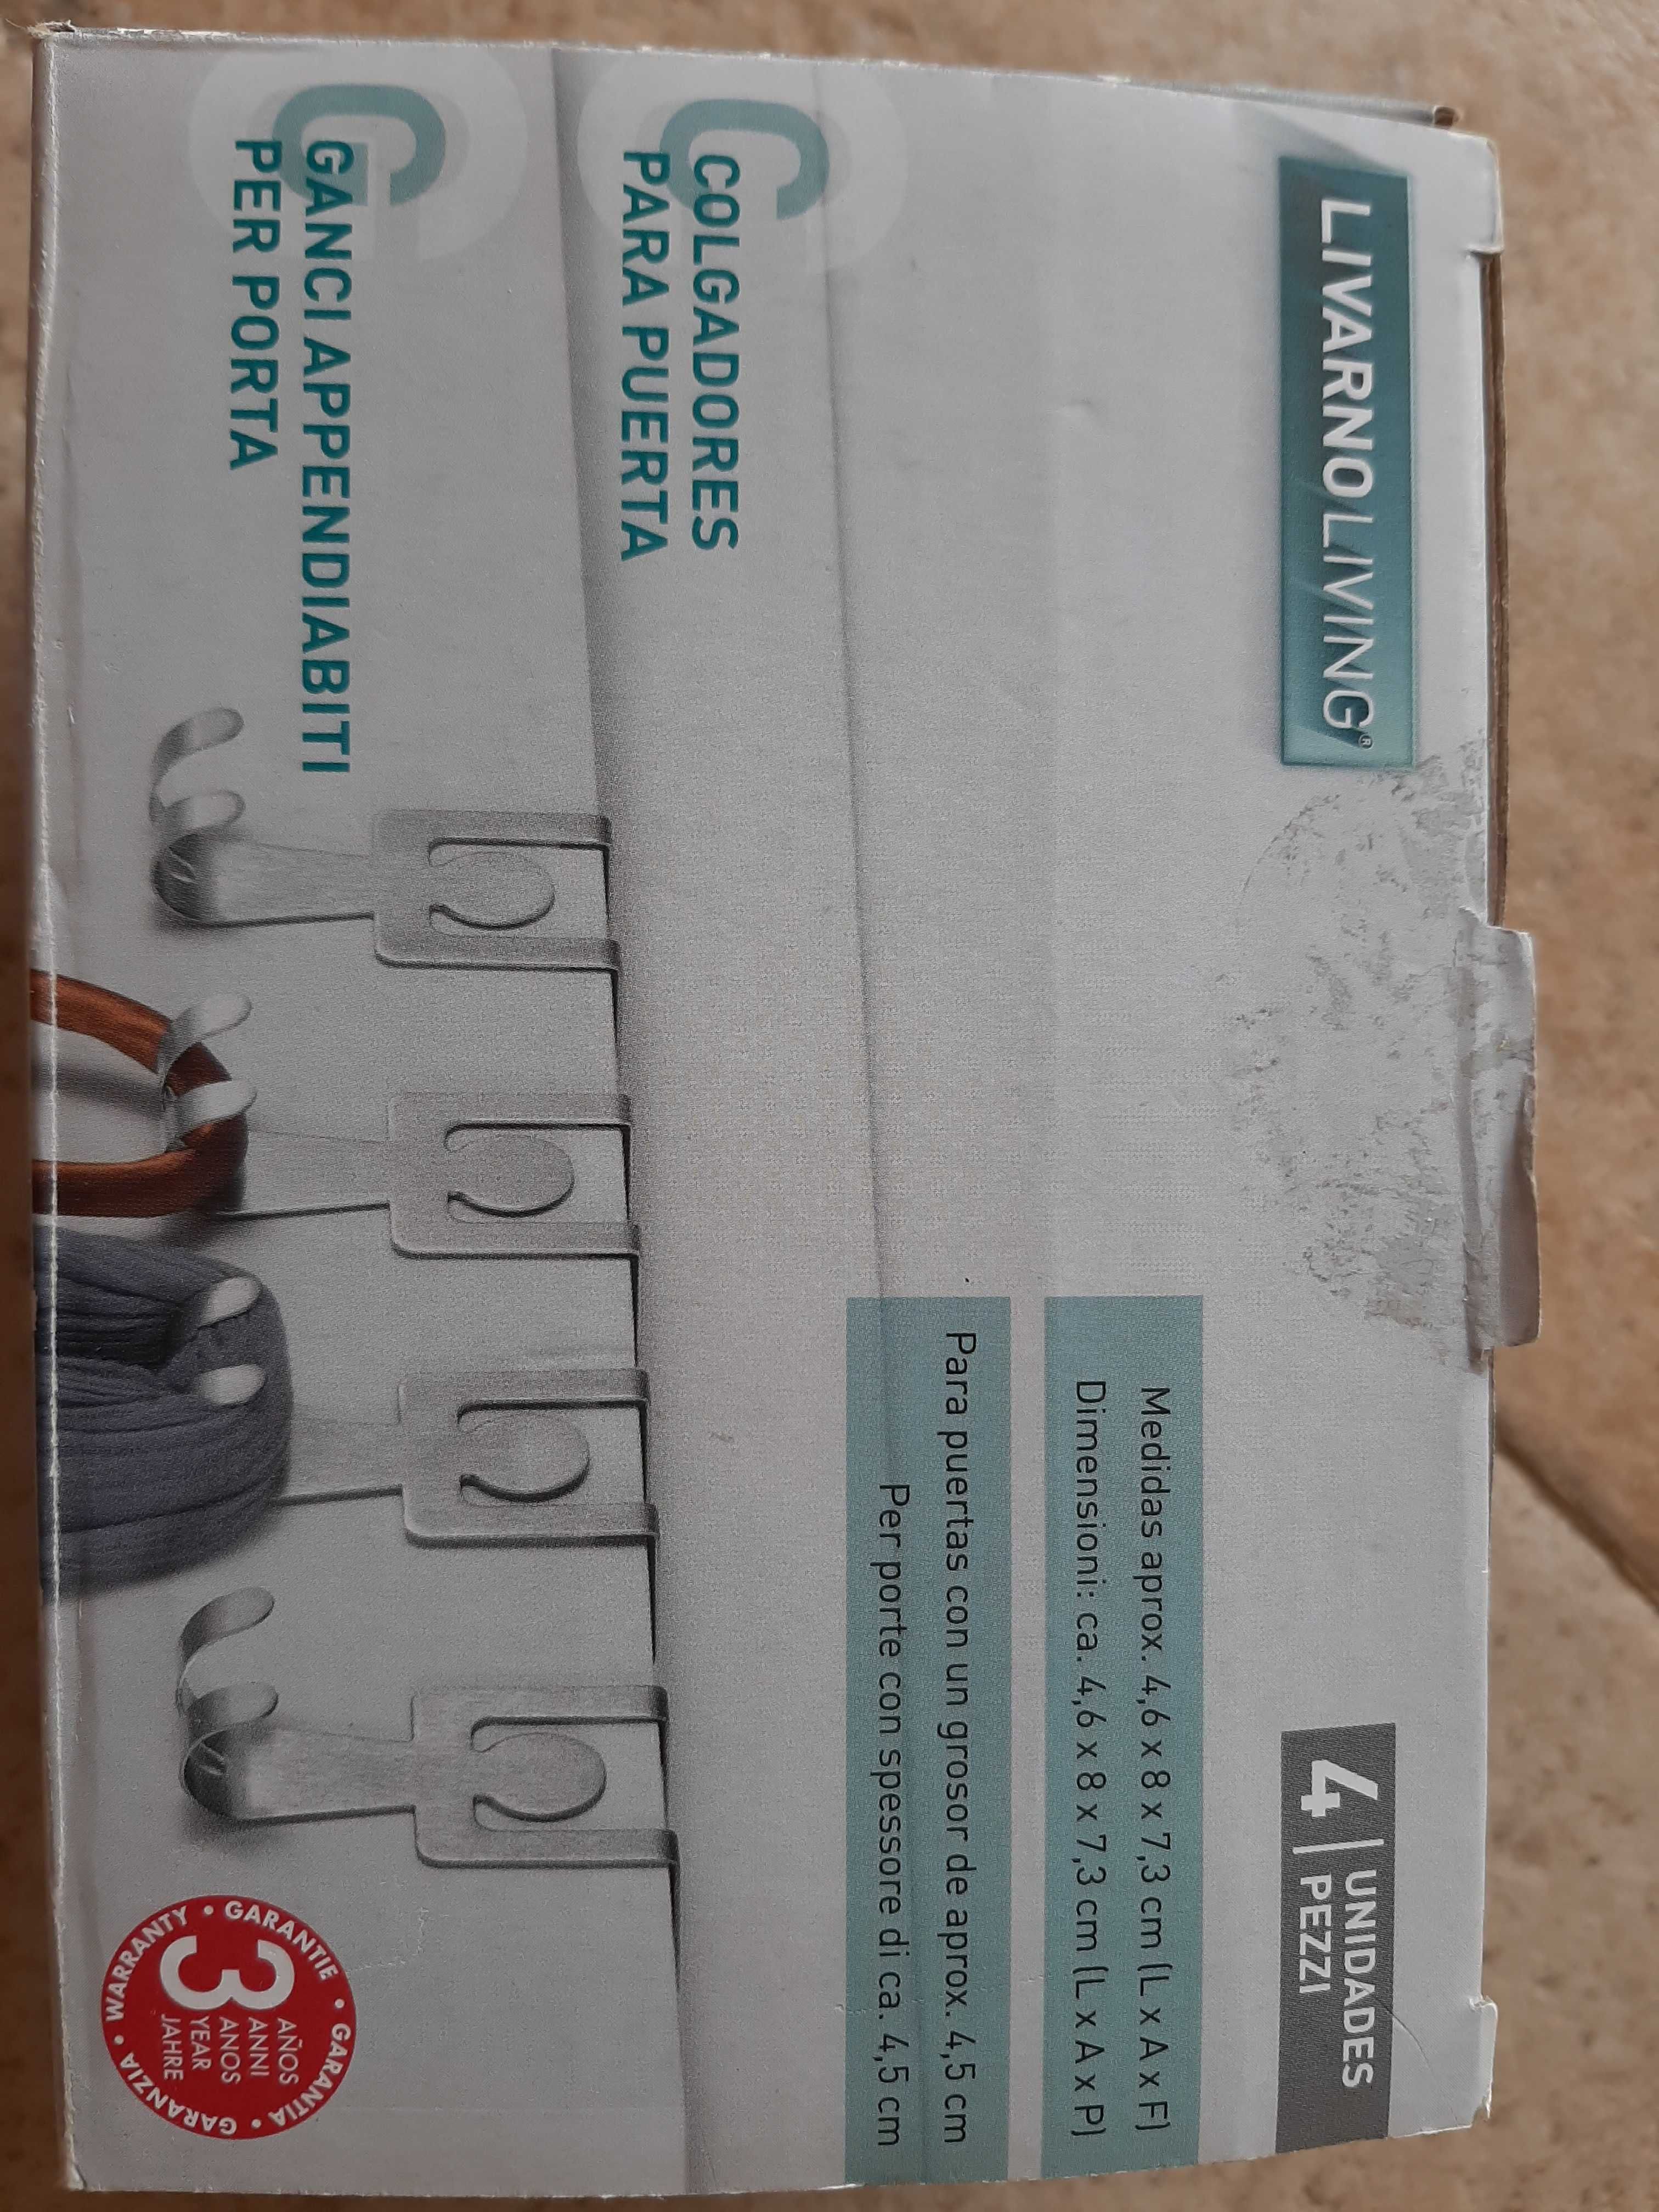 LIVARNOLIVING®
4 | UNIDADES
PEZZI
Medidas aprox. 4,6 x 8 x 7,3 cm (L x A x F)
Dimensioni: ca. 4,6 x 8 x 7,3 cm (L x A x P)
Para puertas con un grosor de aprox. 4,5 cm
Per porte con spessore di ca. 4,5 cm
C
COLGADORES
PARA PUERTA
G
GANCI APPENDIABITI
PER PORTA
WARRANTY • GARANTIE • GARANTIA • GARANZIA •
3
AÑOS
ANNI
ANOS
YEAR
JAHRE